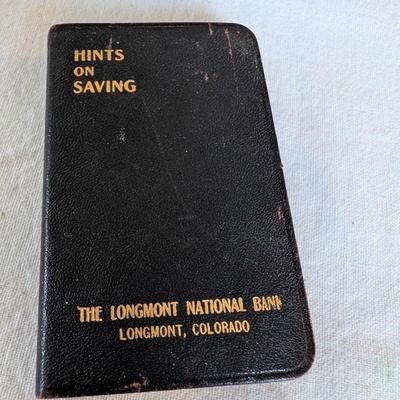 HINTS
ON
SAVING
THE LONGMONT NATIONAL BANK
LONGMONT, COLORADO